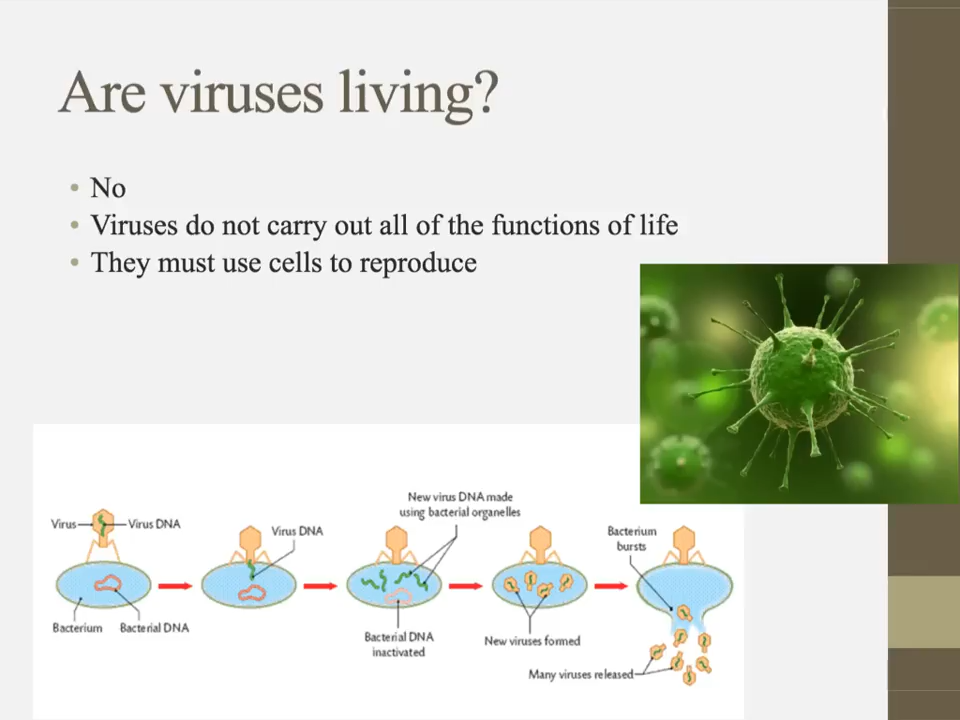 Are viruses living?
• No
• Viruses do not carry out all of the functions of life
• They must use cells to reproduce
New virus DNA made
using bacterial organelles
Virus
Virus DNA
Virus DNA
Bacterium
bursts
Bacterium
Bacterial DNA
Bacterial DNA
inactivated
New viruses formed
Many viruses released